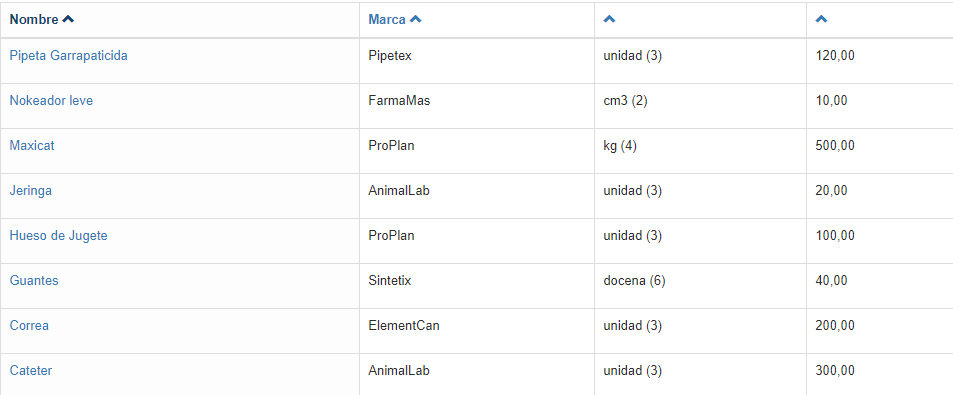 Nombre Marca
Pipeta Garrapaticida Pipetex unidad (3) 120,00
Nokeador leve FarmaMas cm3 (2) 10,00
Maxicat ProPlan kg (4) 500,00
Jeringa AnimalLab unidad (3) 20,00
Hueso de Jugete ProPlan unidad (3) 100,00
Guantes Sintetix docena (6) 40,00
Correa ElementCan unidad (3) 200,00
Cateter AnimalLab unidad (3) 300,00